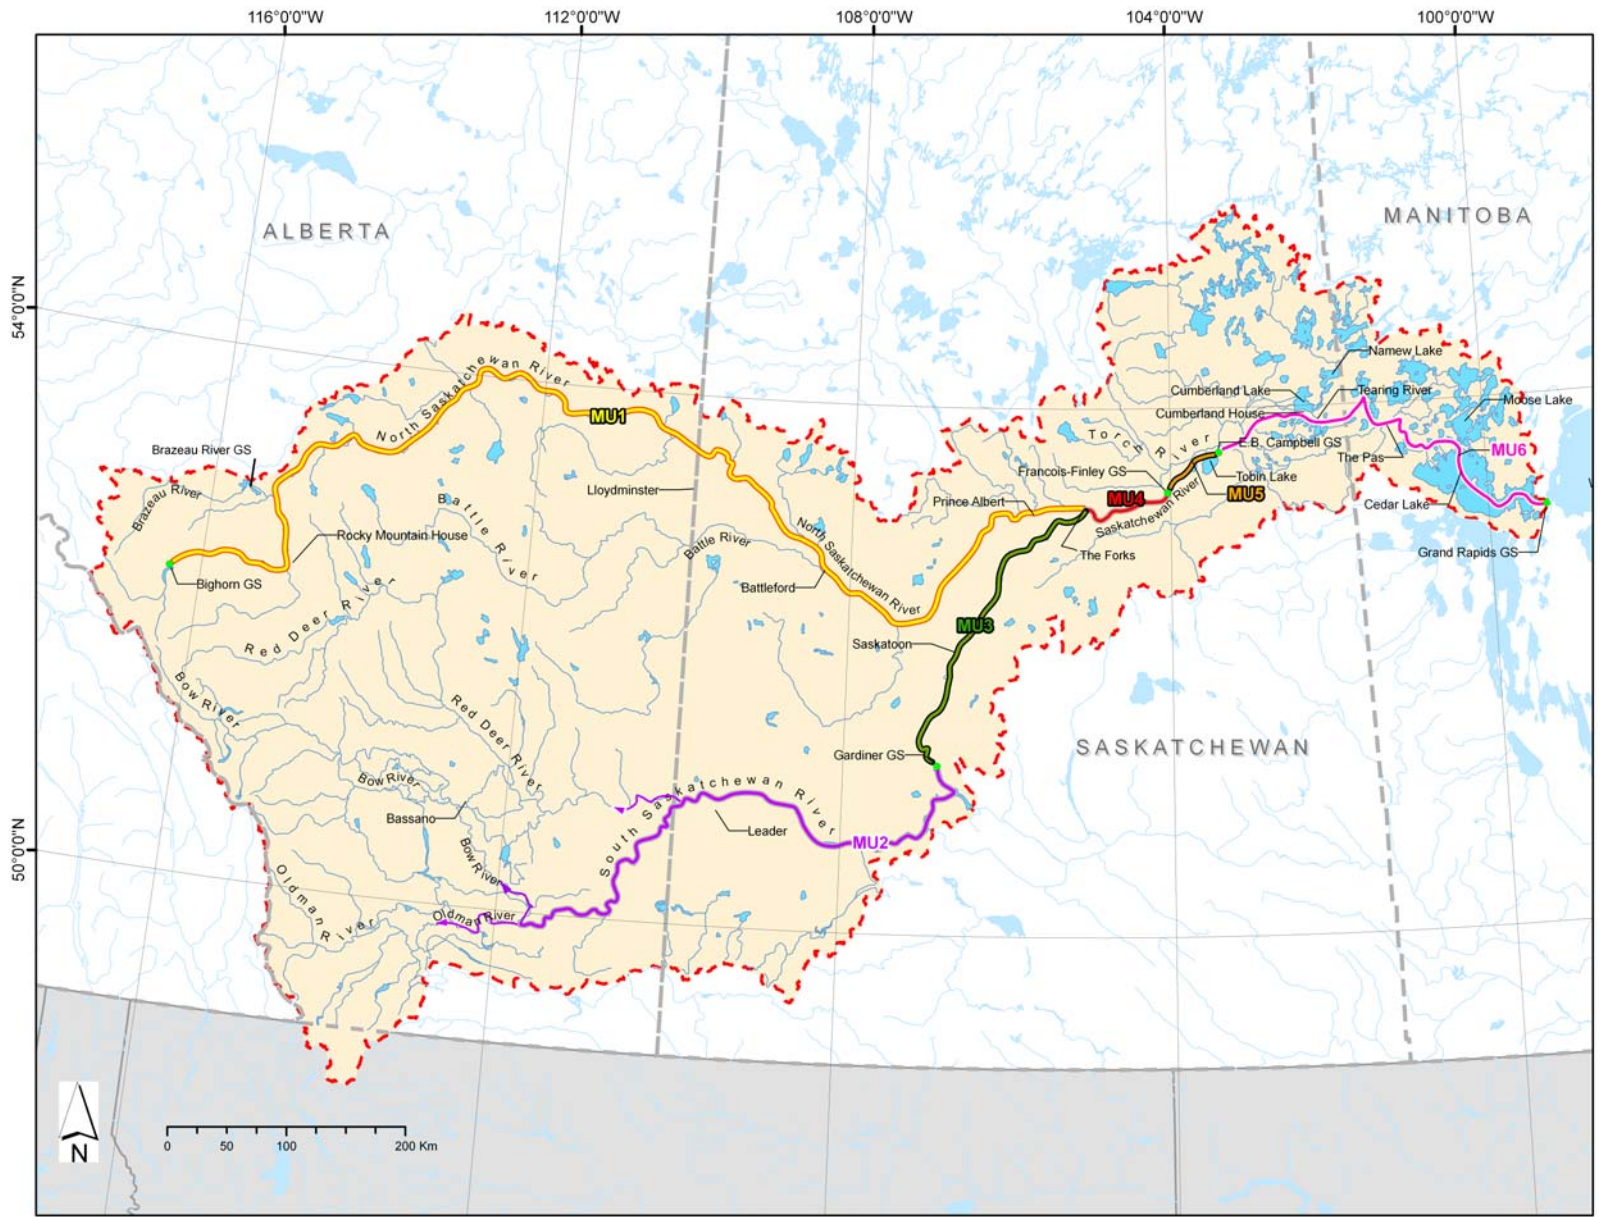 116°0'0"W
112°0'0"W
108°0'0"W
104°0'0"W
100°0'0"W
54°0'0"N
50°0'0"N
ALBERTA
MANITOBA
SASKATCHEWAN
Namew Lake
Cumberland Lake
Tearing River
Moose Lake
Cumberland House
North Saskatchewan River
MU1
Torch River
E.B. Campbell GS
MU6
Brazeau River GS
The Pas
Francois-Finley GS
Tobin Lake
Lloydminster
Brazeau River
MU4
MU5
Prince Albert
Saskatchewan River
Cedar Lake
Battle River
Rocky Mountain House
Battle River
North Saskatchewan River
The Forks
Grand Rapids GS
Bighorn GS
Battleford
Red Deer River
MU3
Saskatoon
Bow River
Red Deer River
Gardiner GS
Bow River
South Saskatchewan River
Bassano
Leader
MU2
Bow River
Oldman River
Oldman River
N
0 50 100 200 Km